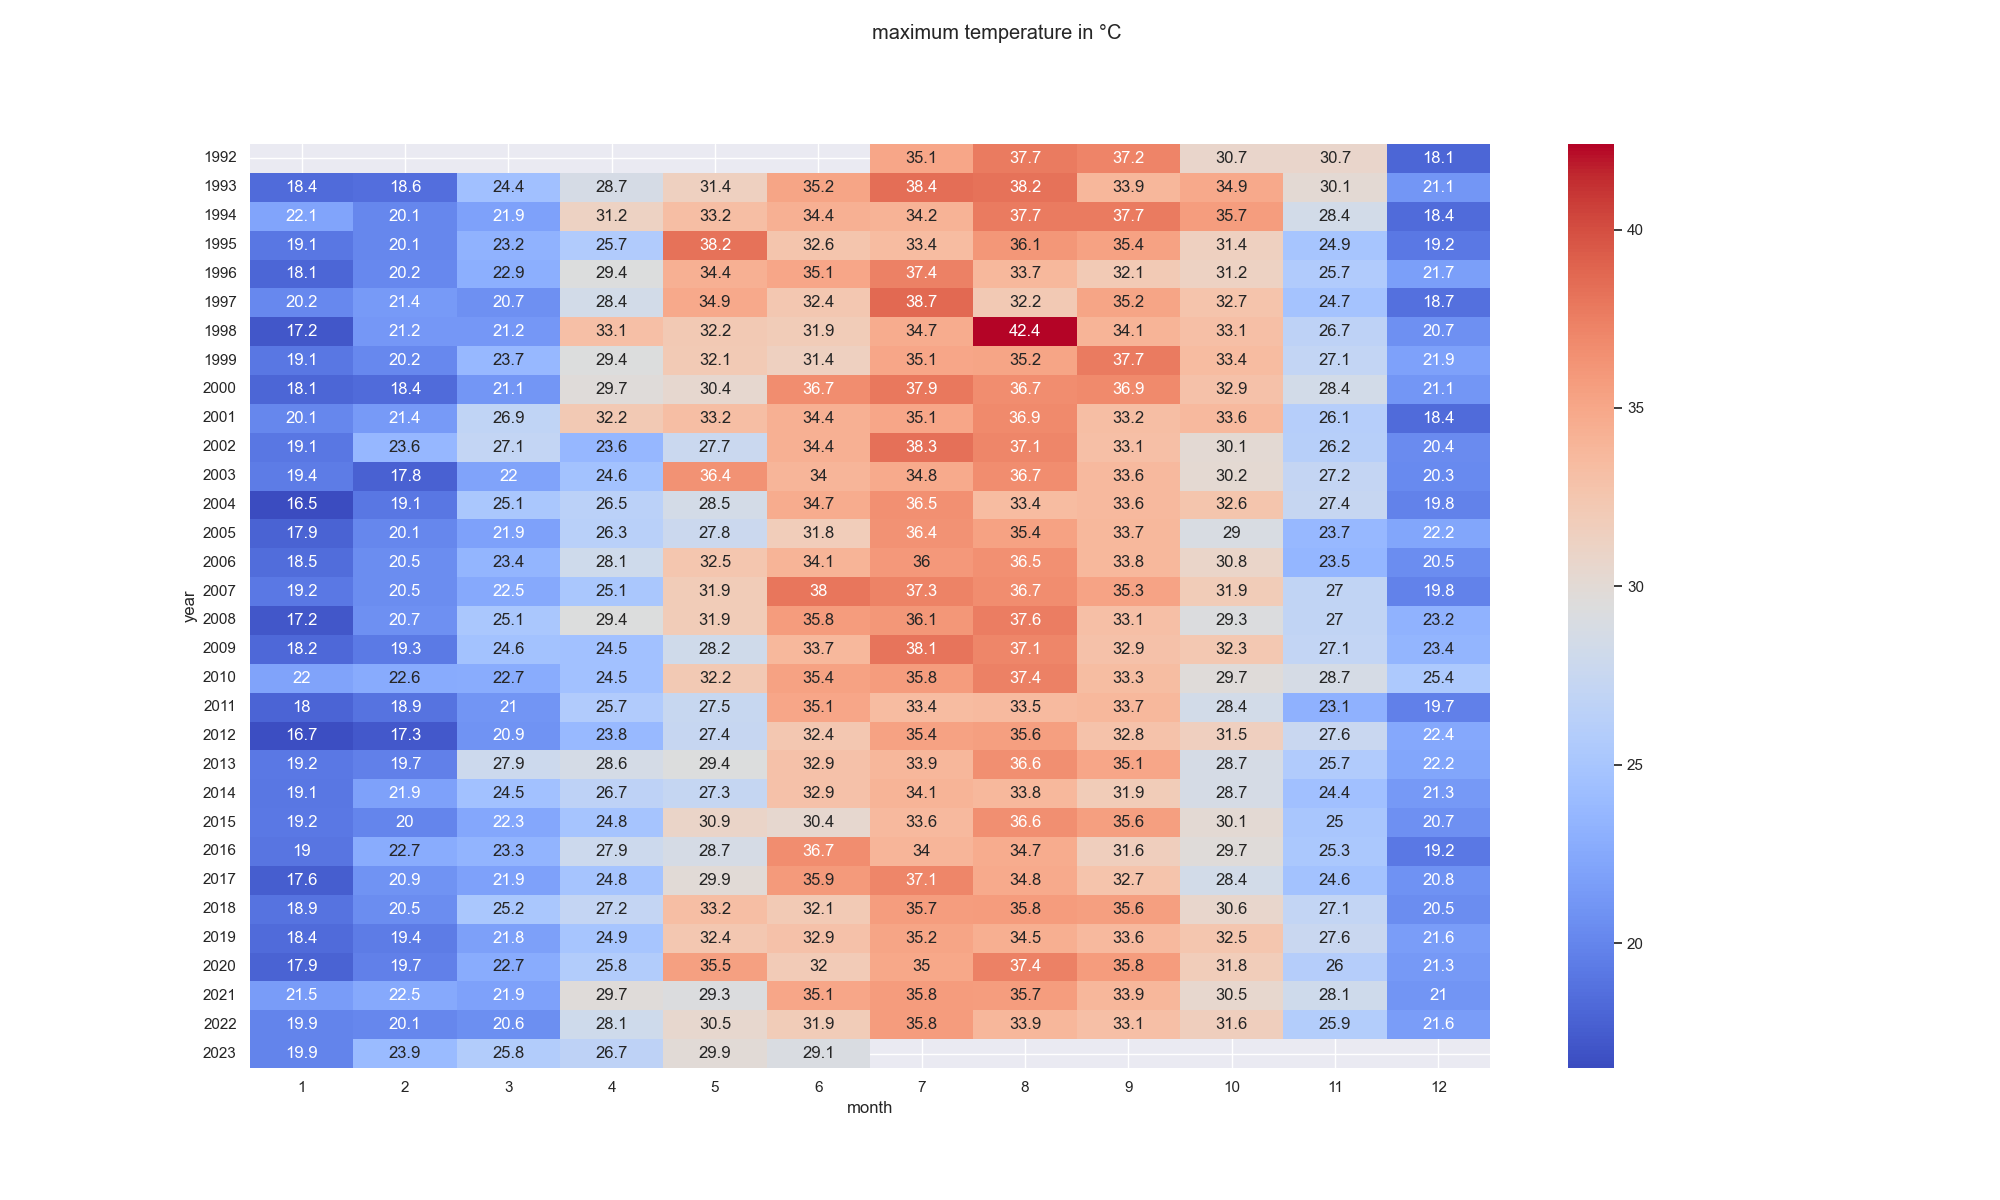 maximum temperature in °C
1992 35.1 37.7 37.2 30.7 30.7 18.1
1993 18.4 18.6 24.4 28.7 31.4 35.2 38.4 38.2 33.9 34.9 30.1 21.1
1994 22.1 20.1 21.9 31.2 33.2 34.4 34.2 37.7 37.7 35.7 28.4 18.4
1995 19.1 20.1 23.2 25.7 38.2 32.6 33.4 36.1 35.4 31.4 24.9 19.2
1996 18.1 20.2 22.9 29.4 34.4 35.1 37.4 33.7 32.1 31.2 25.7 21.7
1997 20.2 21.4 20.7 28.4 34.9 32.4 38.7 32.2 35.2 32.7 24.7 18.7
1998 17.2 21.2 21.2 33.1 32.2 31.9 34.7 42.4 34.1 33.1 26.7 20.7
1999 19.1 20.2 23.7 29.4 32.1 31.4 35.1 35.2 37.7 33.4 27.1 21.9
2000 18.1 18.4 21.1 29.7 30.4 36.7 37.9 36.7 36.9 32.9 28.4 21.1
2001 20.1 21.4 26.9 32.2 33.2 34.4 35.1 36.9 33.2 33.6 26.1 18.4
2002 19.1 23.6 27.1 23.6 27.7 34.4 38.3 37.1 33.1 30.1 26.2 20.4
2003 19.4 17.8 22 24.6 36.4 34 34.8 36.7 33.6 30.2 27.2 20.3
2004 16.5 19.1 25.1 26.5 28.5 34.7 36.5 33.4 33.6 32.6 27.4 19.8
2005 17.9 20.1 21.9 26.3 27.8 31.8 36.4 35.4 33.7 29 23.7 22.2
2006 18.5 20.5 23.4 28.1 32.5 34.1 36 36.5 33.8 30.8 23.5 20.5
2007 19.2 20.5 22.5 25.1 31.9 38 37.3 36.7 35.3 31.9 27 19.8
2008 17.2 20.7 25.1 29.4 31.9 35.8 36.1 37.6 33.1 29.3 27 23.2
2009 18.2 19.3 24.6 24.5 28.2 33.7 38.1 37.1 32.9 32.3 27.1 23.4
2010 22 22.6 22.7 24.5 32.2 35.4 35.8 37.4 33.3 29.7 28.7 25.4
2011 18 18.9 21 25.7 27.5 35.1 33.4 33.5 33.7 28.4 23.1 19.7
2012 16.7 17.3 20.9 23.8 27.4 32.4 35.4 35.6 32.8 31.5 27.6 22.4
2013 19.2 19.7 27.9 28.6 29.4 32.9 33.9 36.6 35.1 28.7 25.7 22.2
2014 19.1 21.9 24.5 26.7 27.3 32.9 34.1 33.8 31.9 28.7 24.4 21.3
2015 19.2 20 22.3 24.8 30.9 30.4 33.6 36.6 35.6 30.1 25 20.7
2016 19 22.7 23.3 27.9 28.7 36.7 34 34.7 31.6 29.7 25.3 19.2
2017 17.6 20.9 21.9 24.8 29.9 35.9 37.1 34.8 32.7 28.4 24.6 20.8
2018 18.9 20.5 25.2 27.2 33.2 32.1 35.7 35.8 35.6 30.6 27.1 20.5
2019 18.4 19.4 21.8 24.9 32.4 32.9 35.2 34.5 33.6 32.5 27.6 21.6
2020 17.9 19.7 22.7 25.8 35.5 32 35 37.4 35.8 31.8 26 21.3
2021 21.5 22.5 21.9 29.7 29.3 35.1 35.8 35.7 33.9 30.5 28.1 21
2022 19.9 20.1 20.6 28.1 30.5 31.9 35.8 33.9 33.1 31.6 25.9 21.6
2023 19.9 23.9 25.8 26.7 29.9 29.1
1 2 3 4 5 6 7 8 9 10 11 12
month
year
40
35
30
25
20